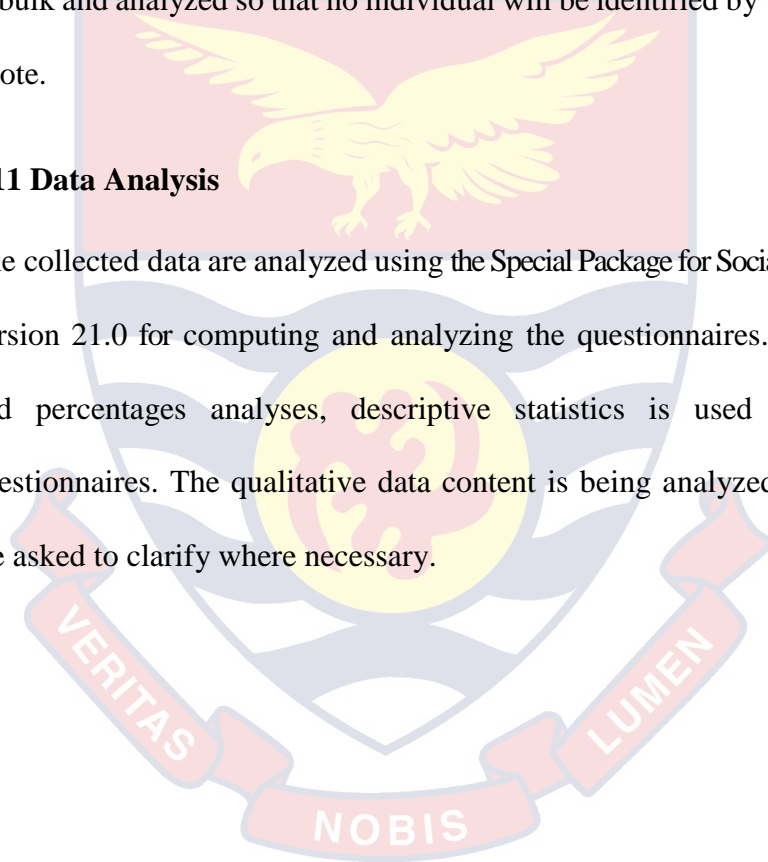 bulk and analyzed so that no individual will be identified by
ote.
11 Data Analysis
e collected data are analyzed using the Special Package for Socia
rsion 21.0 for computing and analyzing the questionnaires.
d percentages analyses, descriptive statistics is used
estionnaires. The qualitative data content is being analyzed
e asked to clarify where necessary.
VERITAS
NOBIS
LUMEN